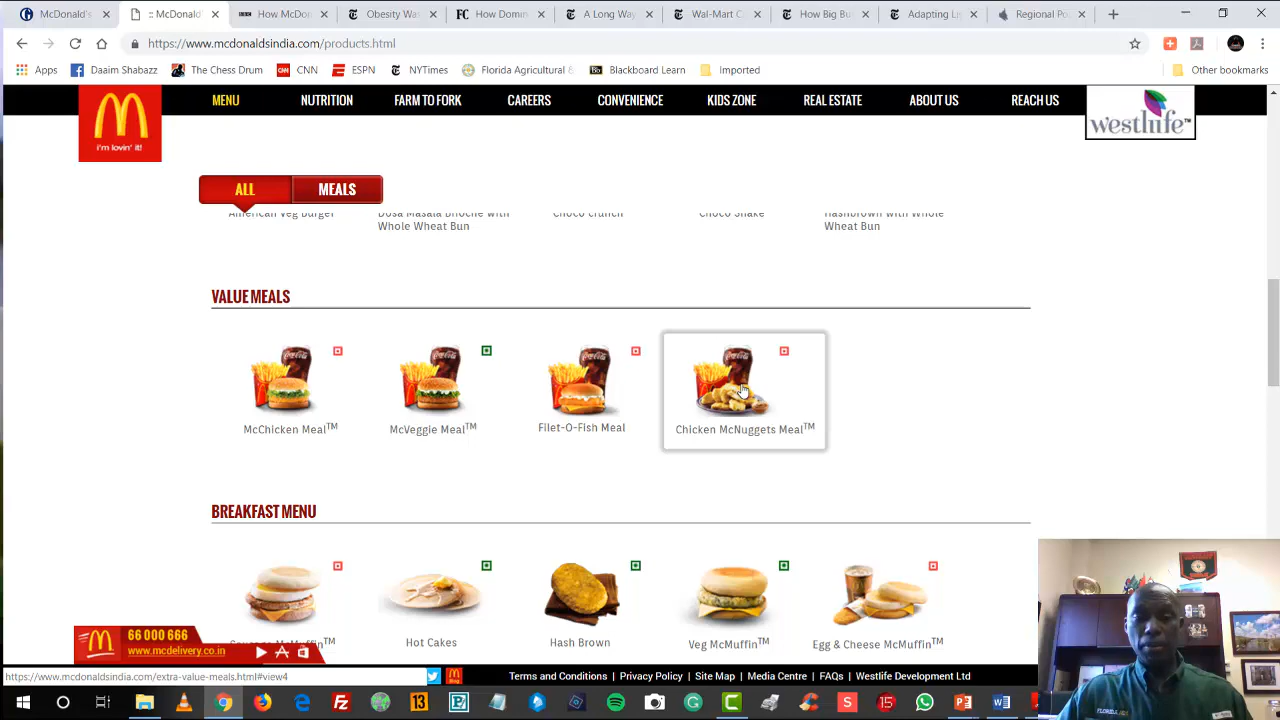 McDonald's
:: McDonal
How McDon
Obesity Wa
How Domin
A Long Way
Wal-Mart C
How Big Bu
Adapting Li
Regional Po
https://www.mcdonaldsindia.com/products.html
Apps
Daaim Shabazz
The Chess Drum
CNN
ESPN
NYTimes
Florida Agricultural &
Blackboard Learn
Imported
Other bookmarks
i'm lovin' it!
MENU
NUTRITION
FARM TO FORK
CAREERS
CONVENIENCE
KIDS ZONE
REAL ESTATE
ABOUT US
REACH US
westlife™
ALL
MEALS
American Veg Burger
Dosa Masala Brioche with
Whole Wheat Bun
Choco Crunch
Choco Shake
Hashbrown with Whole
Wheat Bun
VALUE MEALS
McChicken Meal™
McVeggie Meal™
Filet-O-Fish Meal
Chicken McNuggets Meal™
BREAKFAST MENU
Sausage McMuffin™
Hot Cakes
Hash Brown
Veg McMuffin™
Egg & Cheese McMuffin™
66 000 666
www.mcdelivery.co.in
https://www.mcdonaldsindia.com/extra-value-meals.html#view4
Terms and Conditions | Privacy Policy | Site Map | Media Centre | FAQs | Westlife Development Ltd